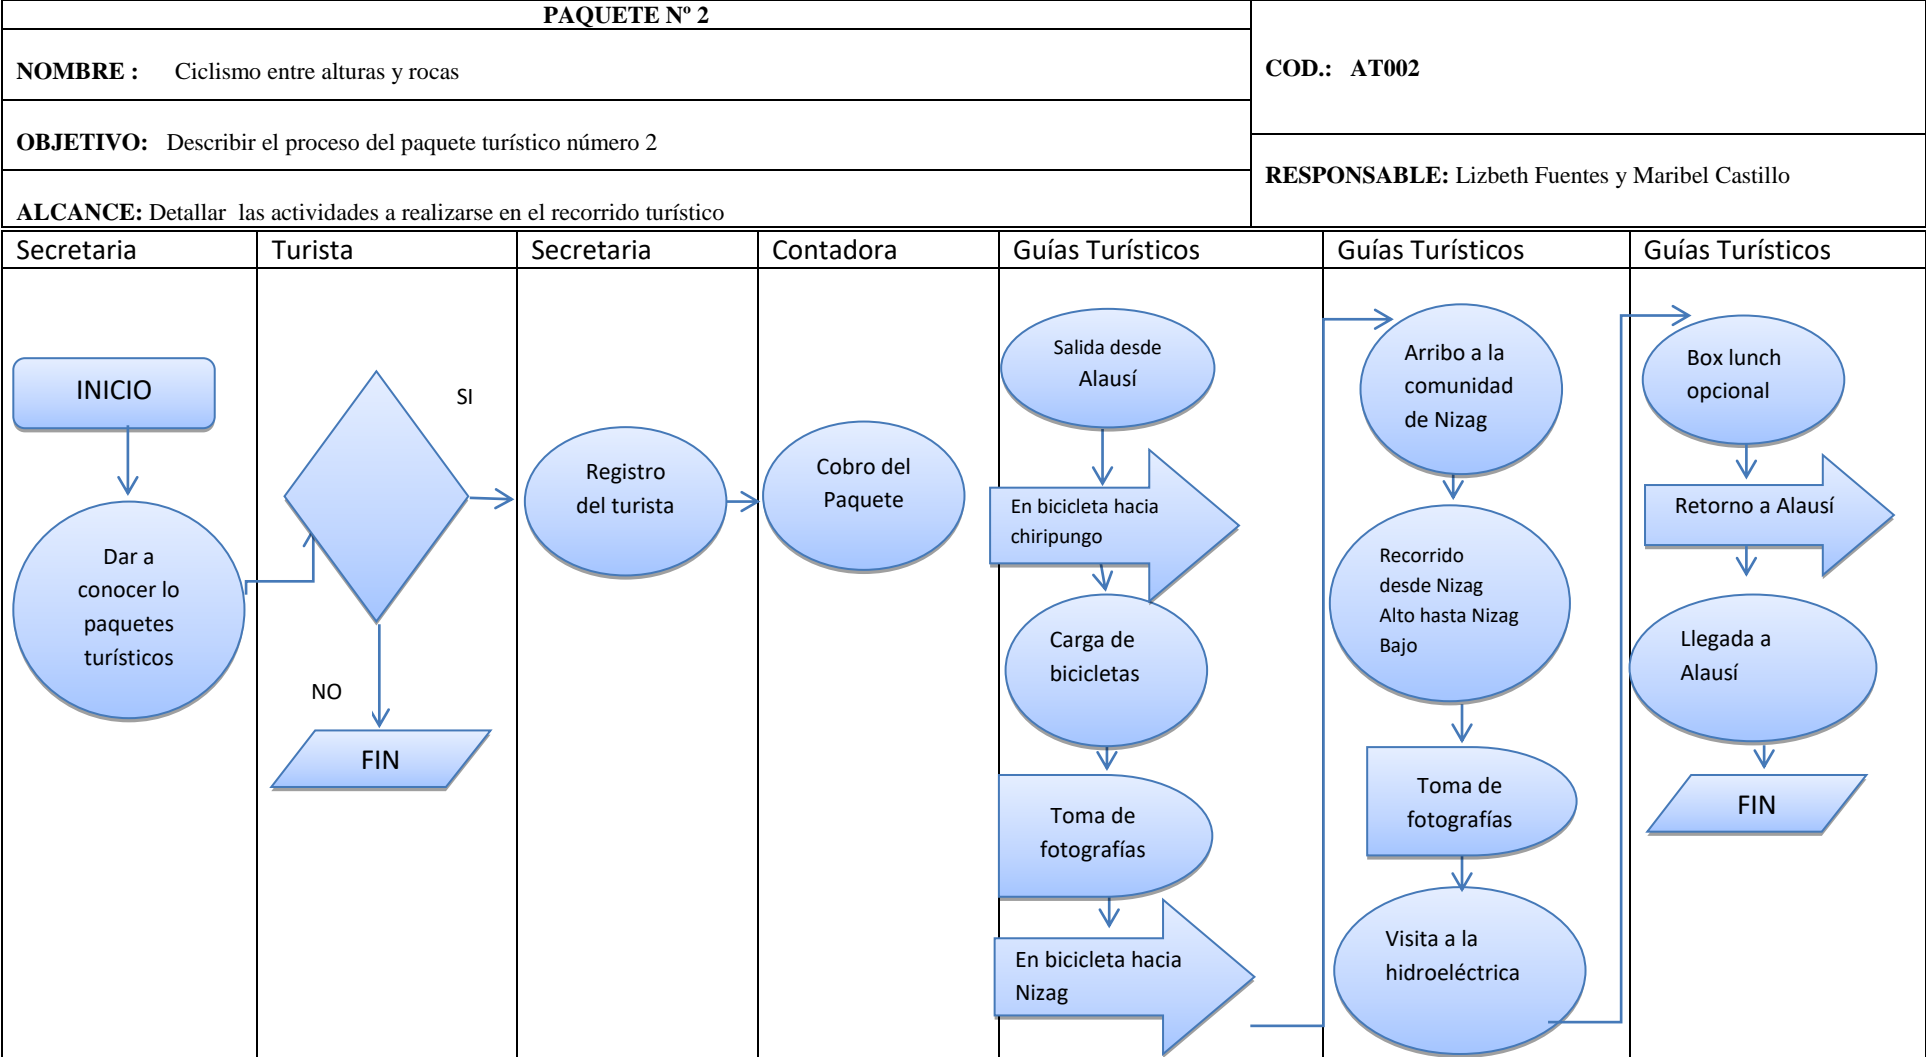 PAQUETE Nº 2
NOMBRE : Ciclismo entre alturas y rocas
COD.: AT002
OBJETIVO: Describir el proceso del paquete turístico número 2
RESPONSABLE: Lizbeth Fuentes y Maribel Castillo
ALCANCE: Detallar las actividades a realizarse en el recorrido turístico
Secretaria
Turista
Secretaria
Contadora
Guías Turísticos
Guías Turísticos
Guías Turísticos
INICIO
Dar a
conocer lo
paquetes
turísticos
SI
NO
FIN
Registro
del turista
Cobro del
Paquete
Salida desde
Alausí
En bicicleta hacia
chiripungo
Carga de
bicicletas
Toma de
fotografías
En bicicleta hacia
Nizag
Arribo a la
comunidad
de Nizag
Recorrido
desde Nizag
Alto hasta Nizag
Bajo
Toma de
fotografías
Visita a la
hidroeléctrica
Box lunch
opcional
Retorno a Alausí
Llegada a
Alausí
FIN